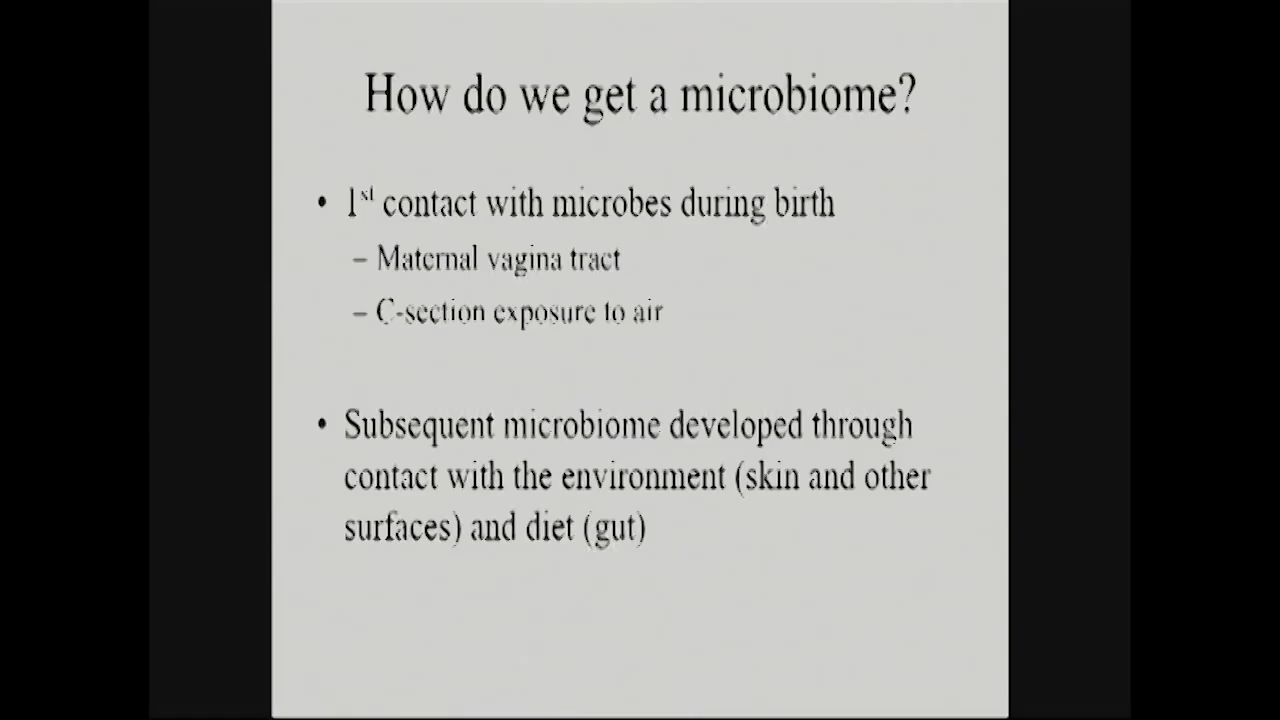 How do we get a microbiome?
• 1st contact with microbes during birth
– Maternal vagina tract
– C-section exposure to air
• Subsequent microbiome developed through
contact with the environment (skin and other
surfaces) and diet (gut)